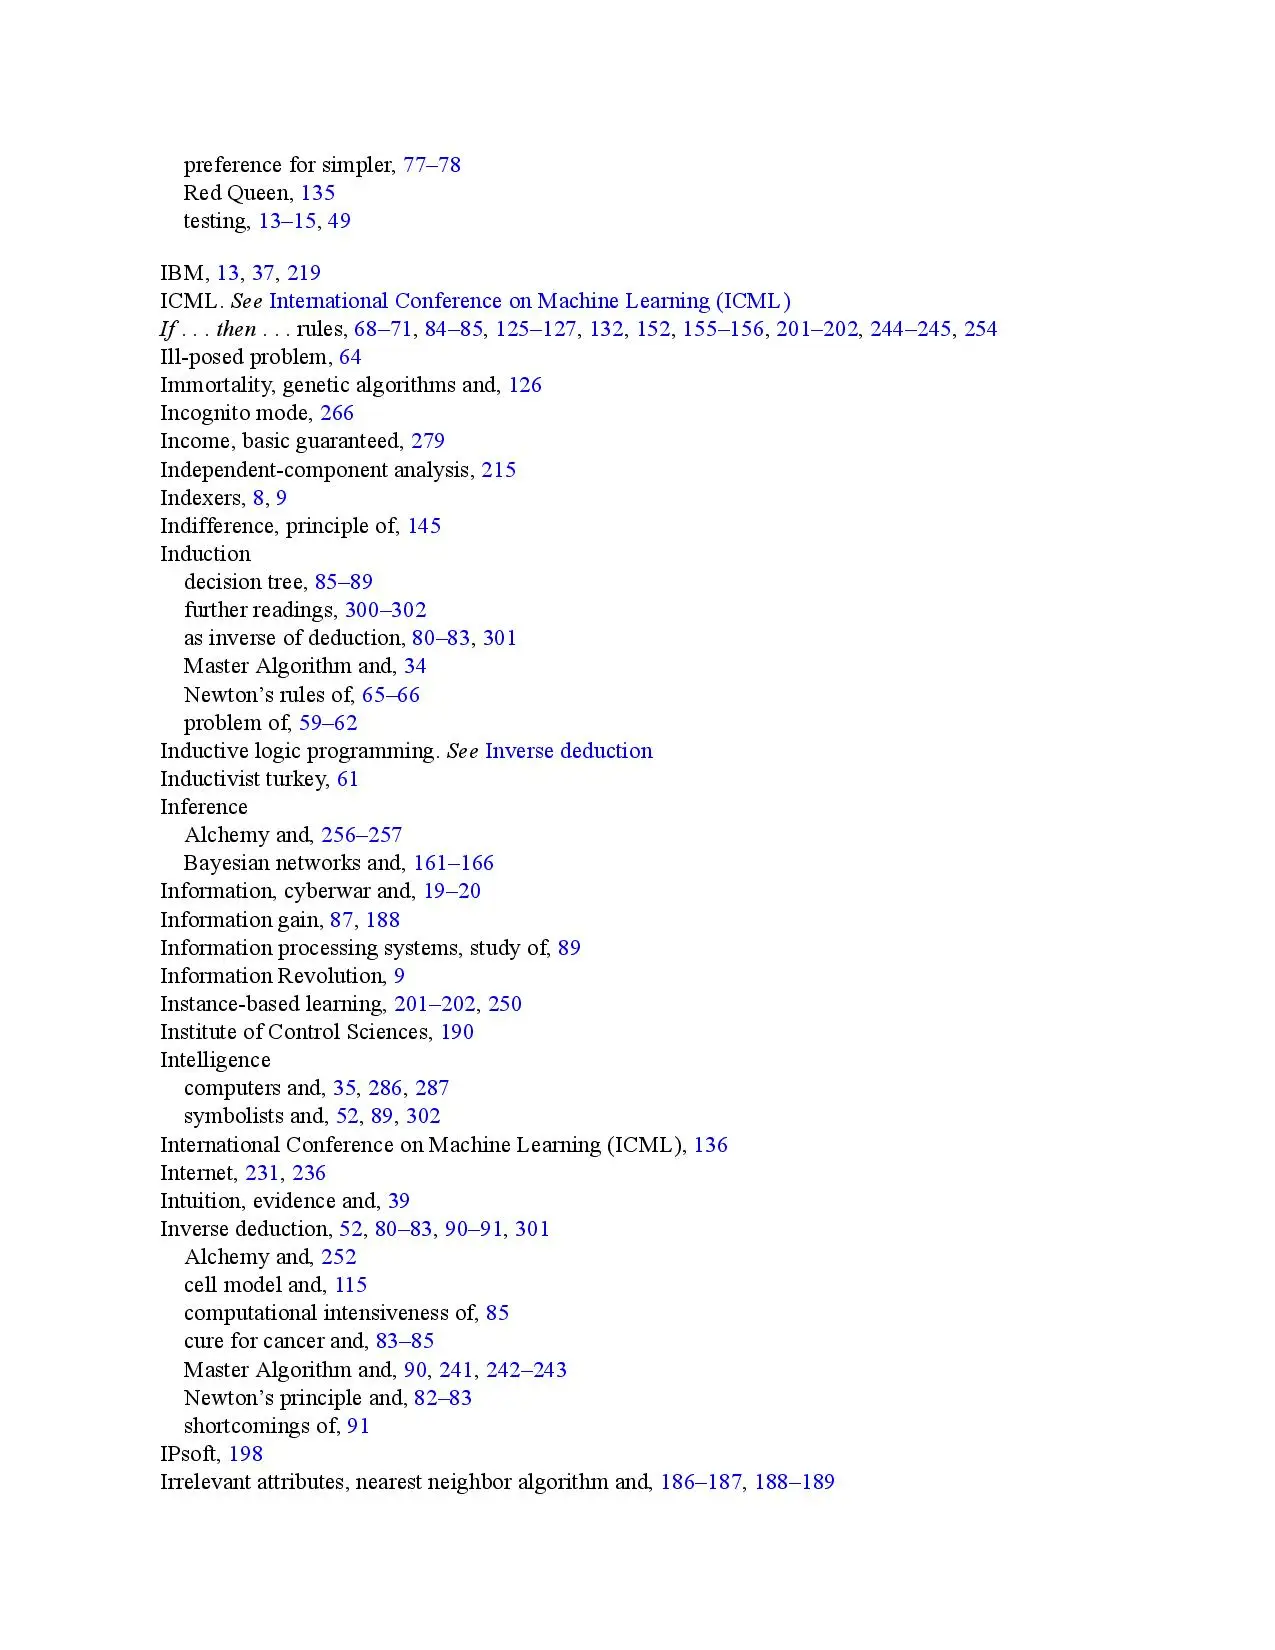 preference for simpler, 77–78
Red Queen, 135
testing, 13–15, 49
IBM, 13, 37, 219
ICML. See International Conference on Machine Learning (ICML)
If . . . then . . . rules, 68–71, 84–85, 125–127, 132, 152, 155–156, 201–202, 244–245, 254
Ill-posed problem, 64
Immortality, genetic algorithms and, 126
Incognito mode, 266
Income, basic guaranteed, 279
Independent-component analysis, 215
Indexers, 8, 9
Indifference, principle of, 145
Induction
decision tree, 85–89
further readings, 300–302
as inverse of deduction, 80–83, 301
Master Algorithm and, 34
Newton’s rules of, 65–66
problem of, 59–62
Inductive logic programming. See Inverse deduction
Inductivist turkey, 61
Inference
Alchemy and, 256–257
Bayesian networks and, 161–166
Information, cyberwar and, 19–20
Information gain, 87, 188
Information processing systems, study of, 89
Information Revolution, 9
Instance-based learning, 201–202, 250
Institute of Control Sciences, 190
Intelligence
computers and, 35, 286, 287
symbolists and, 52, 89, 302
International Conference on Machine Learning (ICML), 136
Internet, 231, 236
Intuition, evidence and, 39
Inverse deduction, 52, 80–83, 90–91, 301
Alchemy and, 252
cell model and, 115
computational intensiveness of, 85
cure for cancer and, 83–85
Master Algorithm and, 90, 241, 242–243
Newton’s principle and, 82–83
shortcomings of, 91
IPsoft, 198
Irrelevant attributes, nearest neighbor algorithm and, 186–187, 188–189